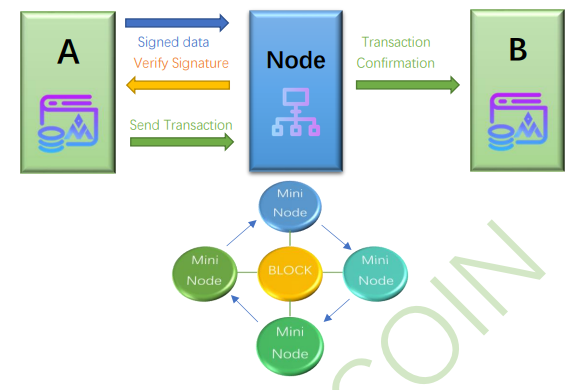 A
Signed data
Verify Signature
Send Transaction
Node
Transaction
Confirmation
B
Mini
Node
Mini
Node
BLOCK
Mini
Node
Mini
Node
COIN